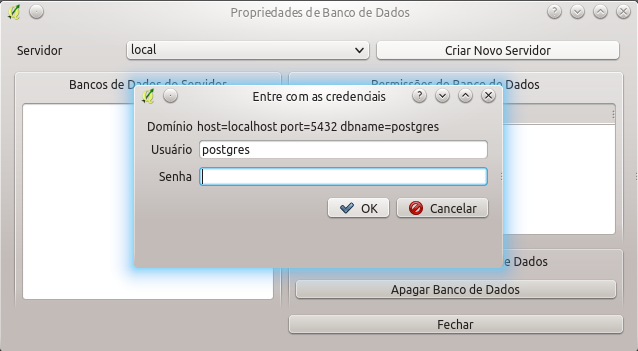 Propriedades de Banco de Dados
Servidor local Criar Novo Servidor
Bancos de Dados do Servidor Permissões do Banco de Dados
Entre com as credenciais
Domínio host=localhost port=5432 dbname=postgres
Usuário postgres
Senha
OK Cancelar
de Dados
Apagar Banco de Dados
Fechar